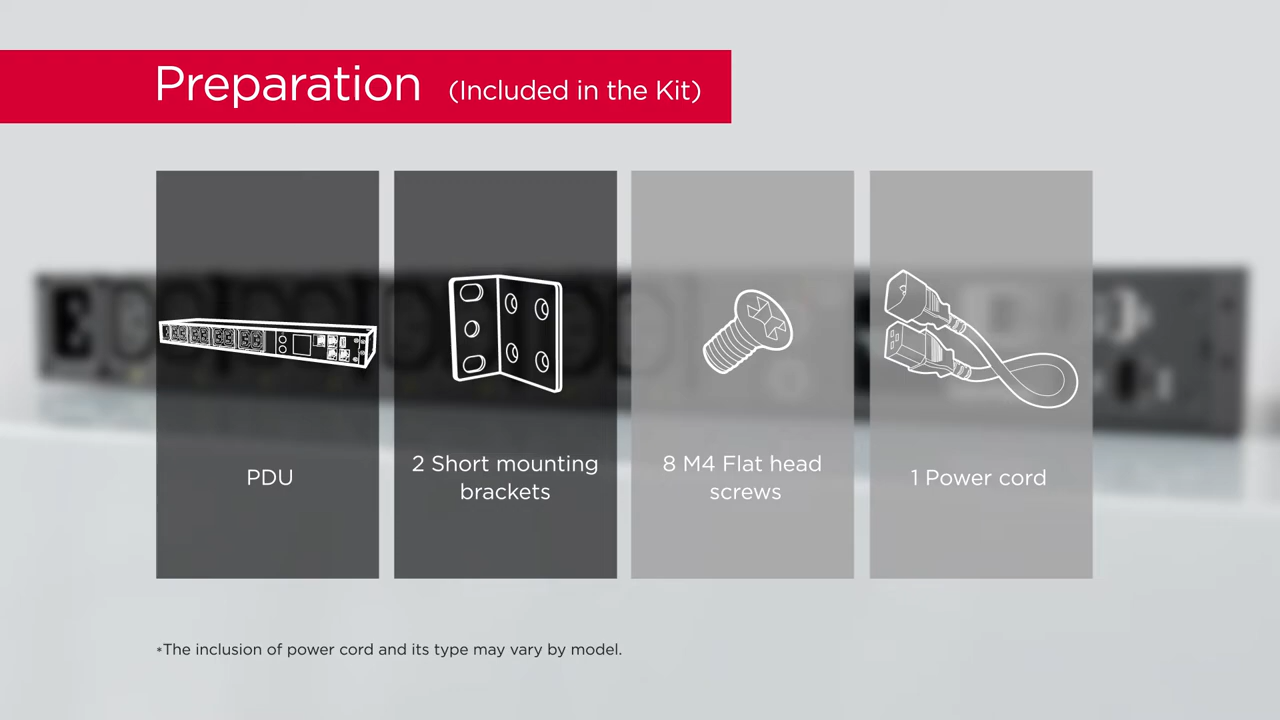 Preparation (Included in the Kit)
PDU
2 Short mounting
brackets
8 M4 Flat head
screws
1 Power cord
*The inclusion of power cord and its type may vary by model.